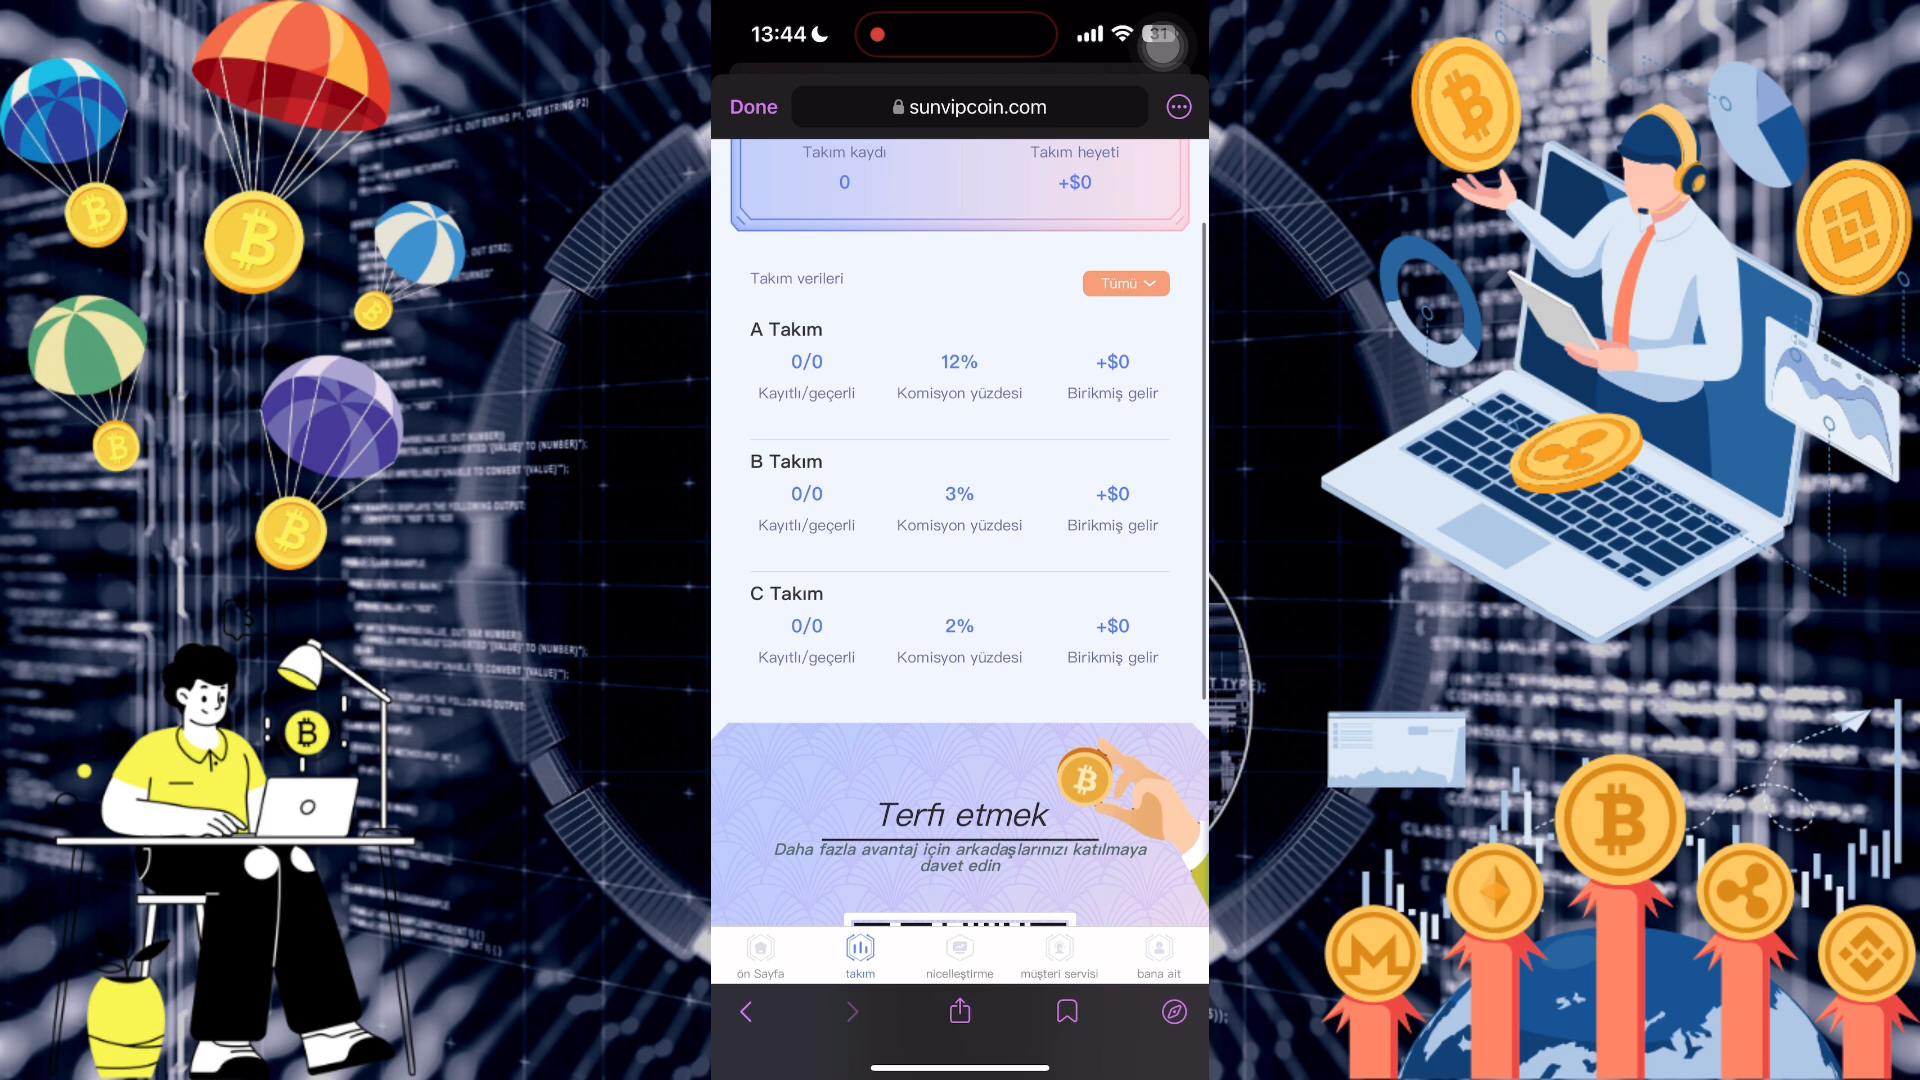 13:44
31
Done
sunvipcoin.com
Takım kaydı
Takım heyeti
0
+$0
Takım verileri
Tümü
A Takım
0/0
12%
+$0
Kayıtlı/geçerli
Komisyon yüzdesi
Birikmiş gelir
B Takım
0/0
3%
+$0
Kayıtlı/geçerli
Komisyon yüzdesi
Birikmiş gelir
C Takım
0/0
2%
+$0
Kayıtlı/geçerli
Komisyon yüzdesi
Birikmiş gelir
Terfi etmek
Daha fazla avantaj için arkadaşlarınızı katılmaya
davet edin
ön Sayfa
takım
nicelleştirme
müşteri servisi
bana ait